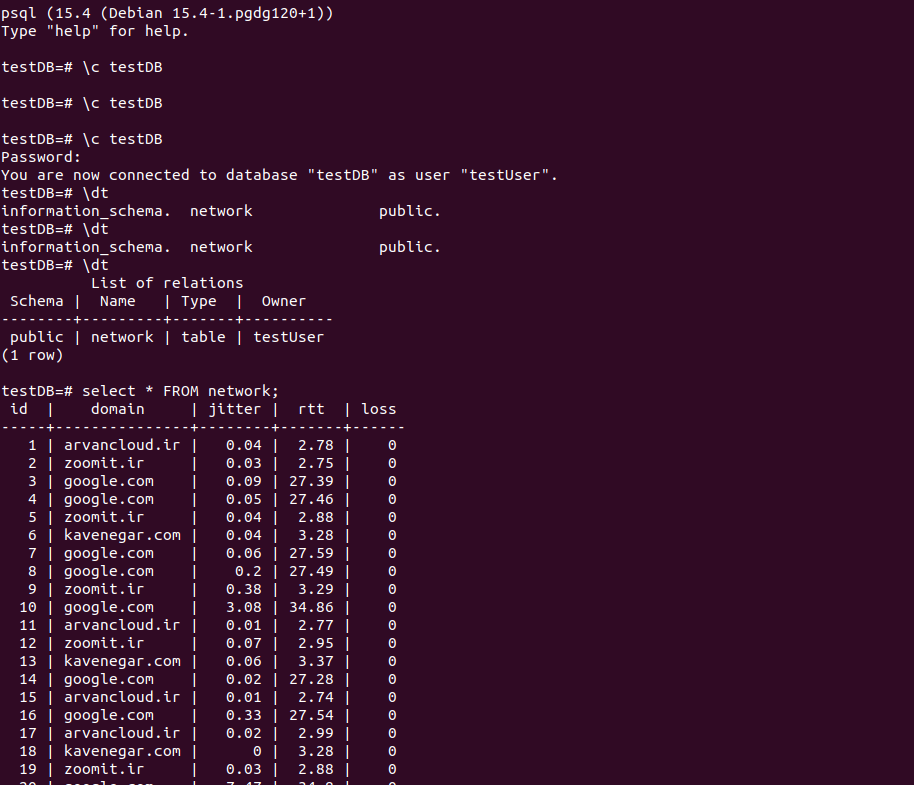 psql (15.4 (Debian 15.4-1.pgdg120+1))
Type "help" for help.
testDB=# \c testDB
testDB=# \c testDB
testDB=# \c testDB
Password:
You are now connected to database "testDB" as user "testUser".
testDB=# \dt
information_schema.  network              public.
testDB=# \dt
information_schema.  network              public.
testDB=# \dt
          List of relations
 Schema |  Name   | Type  |  Owner
--------+---------+-------+----------
 public | network | table | testUser
(1 row)
testDB=# select * FROM network;
 id  |    domain     | jitter |  rtt  | loss
-----+---------------+--------+-------+------
   1 | arvancloud.ir |   0.04 |  2.78 |    0
   2 | zoomit.ir     |   0.03 |  2.75 |    0
   3 | google.com    |   0.09 | 27.39 |    0
   4 | google.com    |   0.05 | 27.46 |    0
   5 | zoomit.ir     |   0.04 |  2.88 |    0
   6 | kavenegar.com |   0.04 |  3.28 |    0
   7 | google.com    |   0.06 | 27.59 |    0
   8 | google.com    |    0.2 | 27.49 |    0
   9 | zoomit.ir     |   0.38 |  3.29 |    0
  10 | google.com    |   3.08 | 34.86 |    0
  11 | arvancloud.ir |   0.01 |  2.77 |    0
  12 | zoomit.ir     |   0.07 |  2.95 |    0
  13 | kavenegar.com |   0.06 |  3.37 |    0
  14 | google.com    |   0.02 | 27.28 |    0
  15 | arvancloud.ir |   0.01 |  2.74 |    0
  16 | google.com    |   0.33 | 27.54 |    0
  17 | arvancloud.ir |   0.02 |  2.99 |    0
  18 | kavenegar.com |      0 |  3.28 |    0
  19 | zoomit.ir     |   0.03 |  2.88 |    0